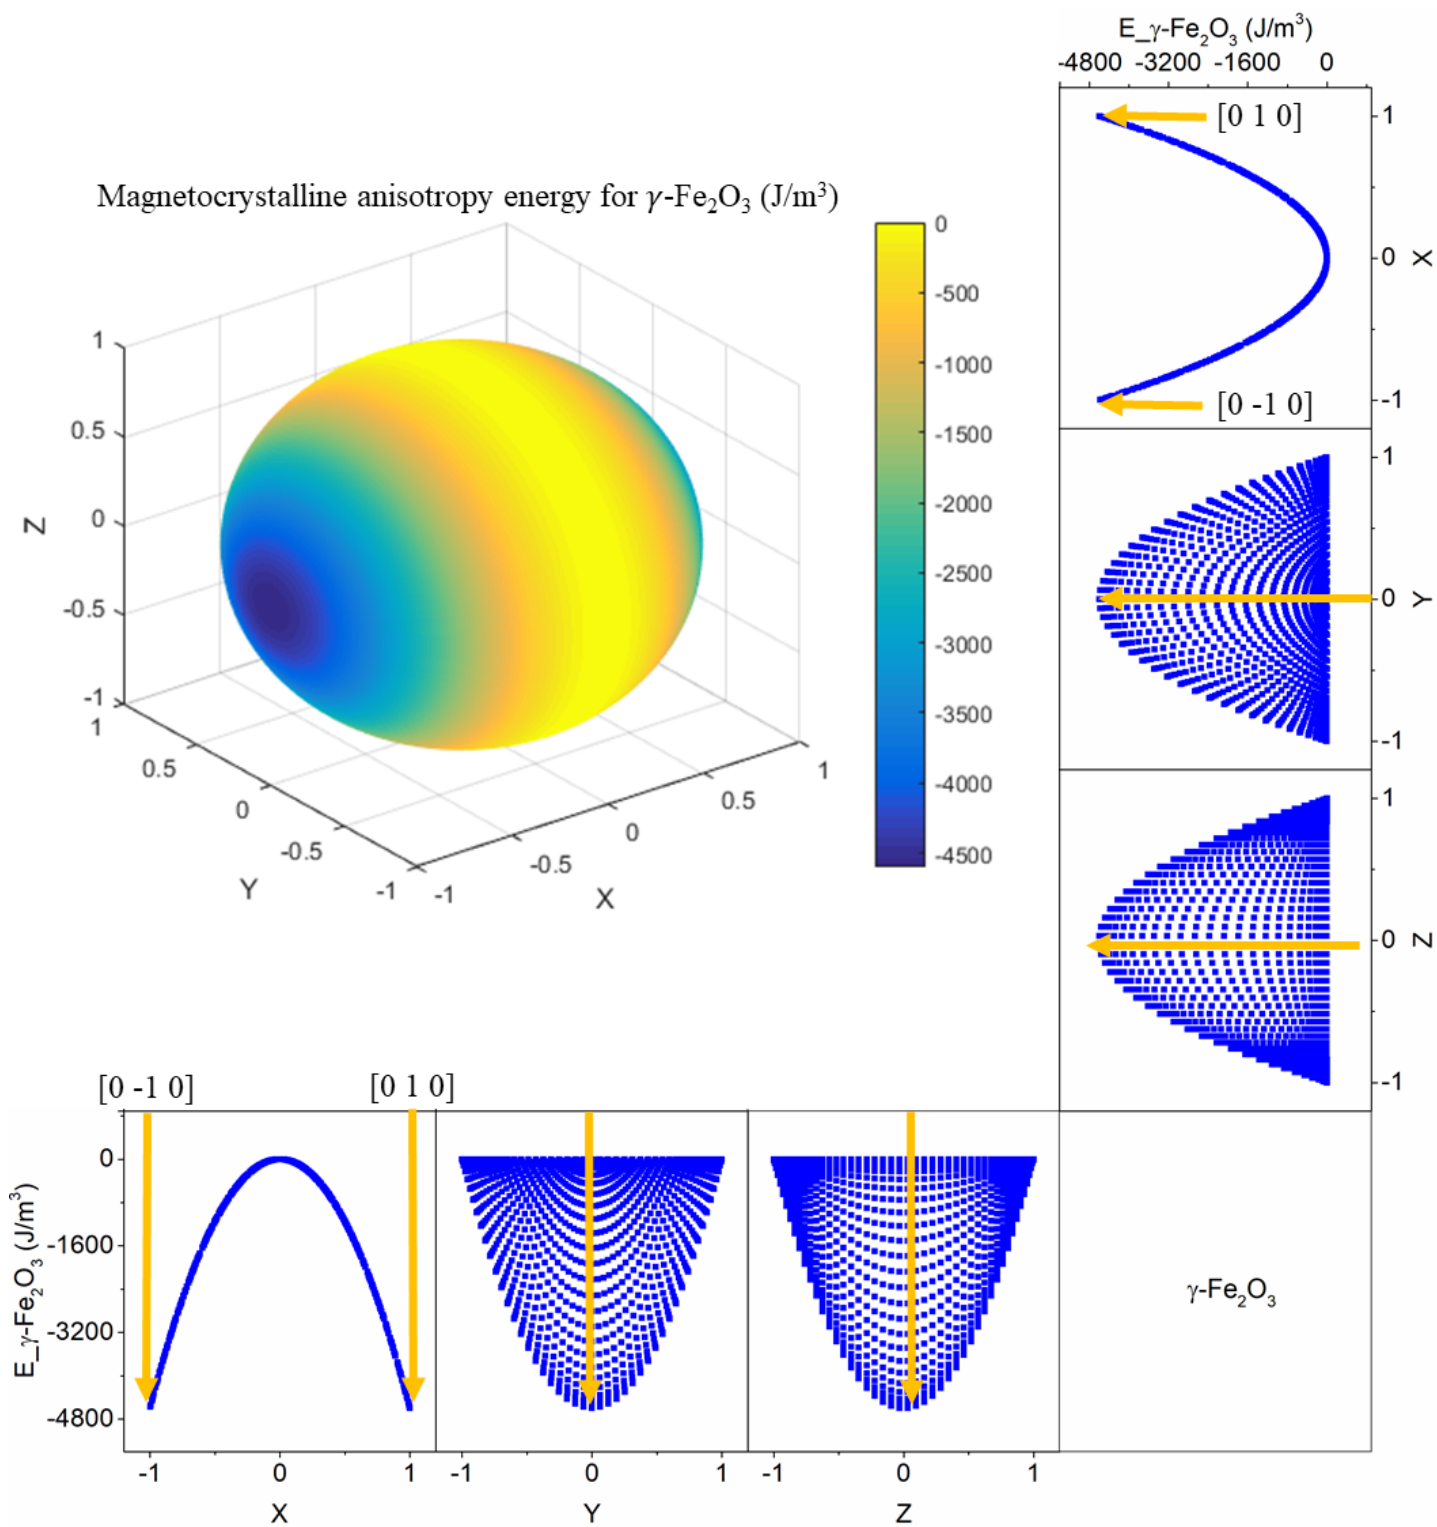 E_γ-Fe₂O₃ (J/m³)
-4800 -3200 -1600 0
[0 1 0]
1
0
X
[0 -1 0]
-1
Magnetocrystalline anisotropy energy for γ-Fe₂O₃ (J/m³)
1
0.5
0
-0.5
-1
Z
1
0.5
0
-0.5
-1
Y
-1
-0.5
0
0.5
1
X
0
-500
-1000
-1500
-2000
-2500
-3000
-3500
-4000
-4500
1
0
Y
-1
1
0
Z
-1
[0 -1 0]
[0 1 0]
E_γ-Fe₂O₃ (J/m³)
0
-1600
-3200
-4800
γ-Fe₂O₃
-1 0 1
-1 0 1
-1 0 1
X
Y
Z